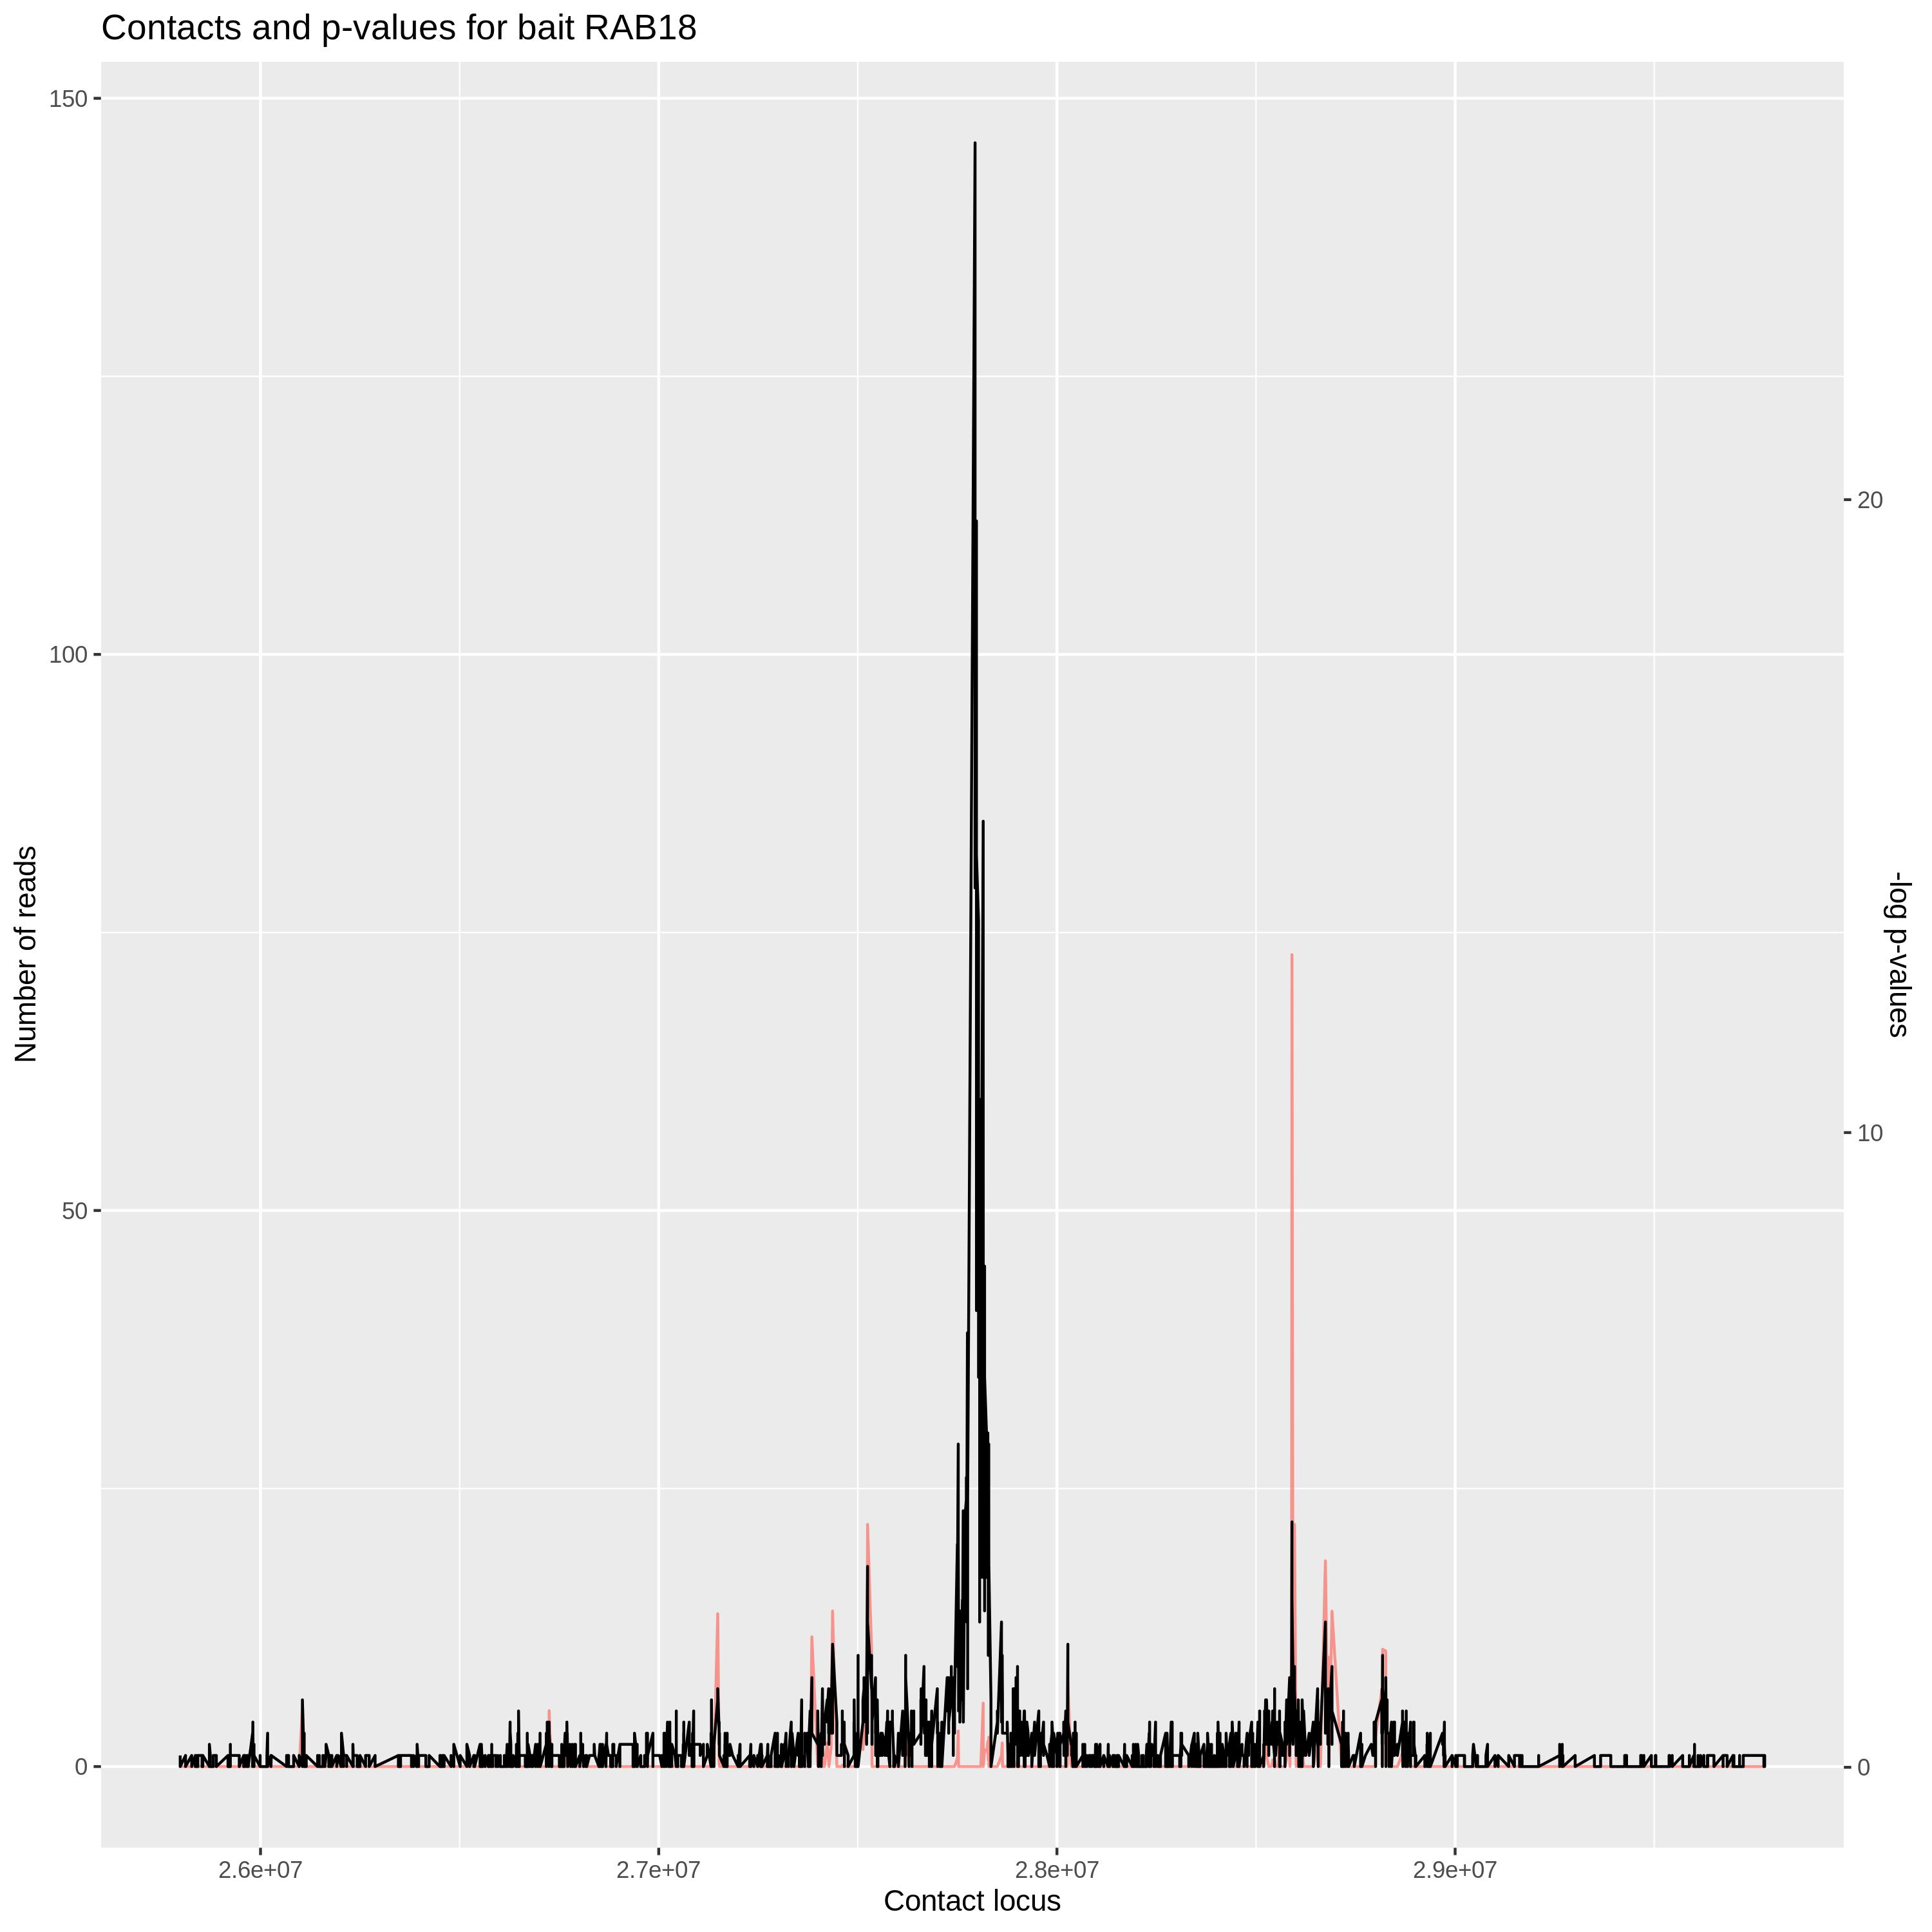 Contacts and p-values for bait RAB18
150
100
50
0
Number of reads
20
10
0
-log p-values
2.6e+07 2.7e+07 2.8e+07 2.9e+07
Contact locus